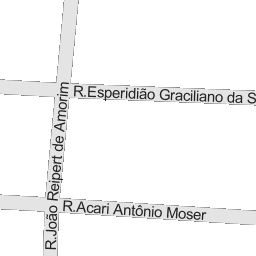 R.Esperidião Graciliano da S
R.Acari Antônio Moser
R.João Reipert de Amorim